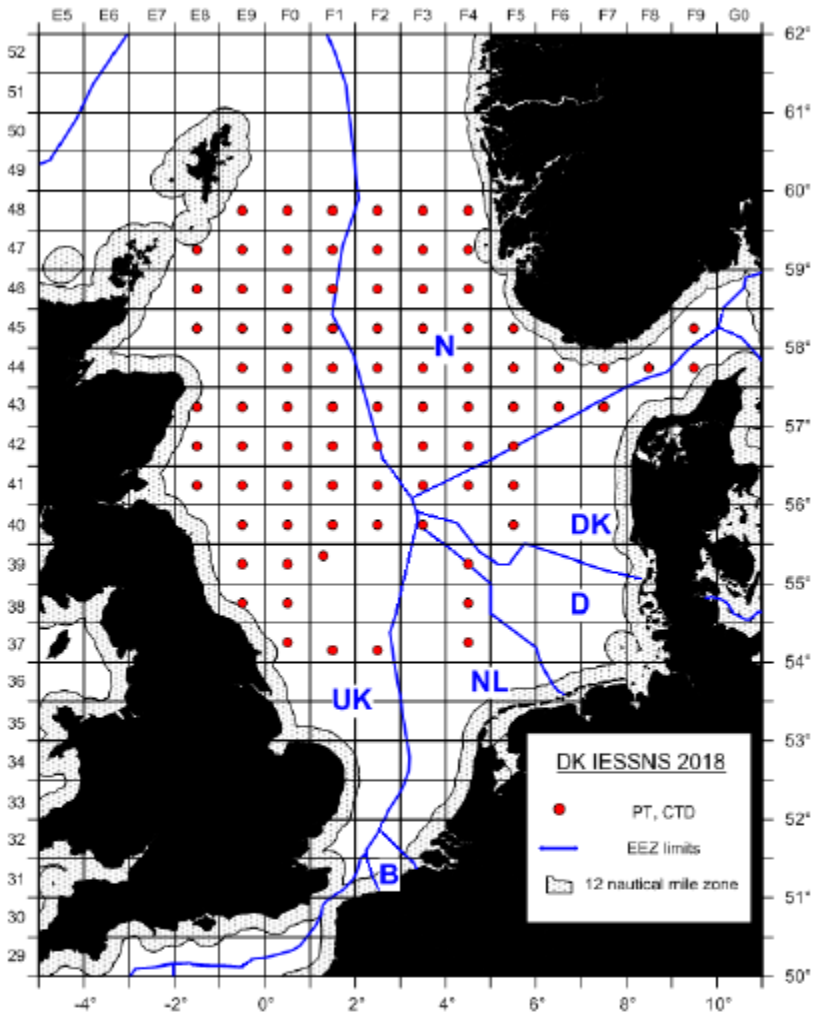 E5 E6 E7 E8 E9 F0 F1 F2 F3 F4 F5 F6 F7 F8 F9 G0
52 62°
51
50 61°
49
48 60°
47
46 59°
45
N
44 58°
43
42 57°
41
40 56°
DK
39
38 55°
D
37
36 54°
NL
UK
35
34 53°
DK IESSNS 2018
33
PT, CTD
32 52°
EEZ limits
31
B
12 nautical mile zone
30 51°
29 50°
-4° -2° 0° 2° 4° 6° 8° 10°